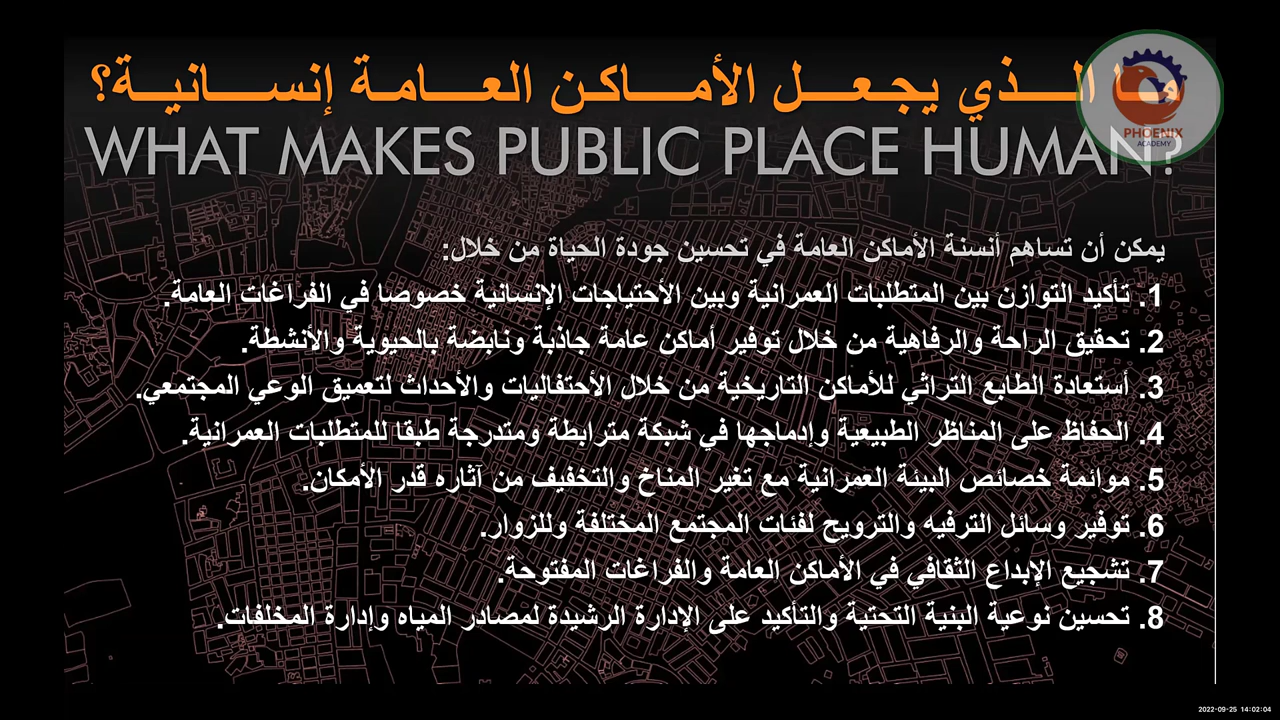 ما الذي يجعل الأماكن العامة إنسانية؟
WHAT MAKES PUBLIC PLACE HUMAN?
PHOENIX
ACADEMY
يمكن أن تساهم أنسنة الأماكن العامة في تحسين جودة الحياة من خلال:
1. تأكيد التوازن بين المتطلبات العمرانية وبين الأحتياجات الإنسانية خصوصا في الفراغات العامة.
2. تحقيق الراحة والرفاهية من خلال توفير أماكن عامة جاذبة ونابضة بالحيوية والأنشطة.
3. أستعادة الطابع التراثي للأماكن التاريخية من خلال الأحتفاليات والأحداث لتعميق الوعي المجتمعي.
4. الحفاظ على المناظر الطبيعية وإدماجها في شبكة مترابطة ومتدرجة طبقا للمتطلبات العمرانية.
5. موائمة خصائص البيئة العمرانية مع تغير المناخ والتخفيف من آثاره قدر الأمكان.
6. توفير وسائل الترفيه والترويح لفئات المجتمع المختلفة وللزوار.
7. تشجيع الإبداع الثقافي في الأماكن العامة والفراغات المفتوحة.
8. تحسين نوعية البنية التحتية والتأكيد على الإدارة الرشيدة لمصادر المياه وإدارة المخلفات.
2022-09-25 14:02:04